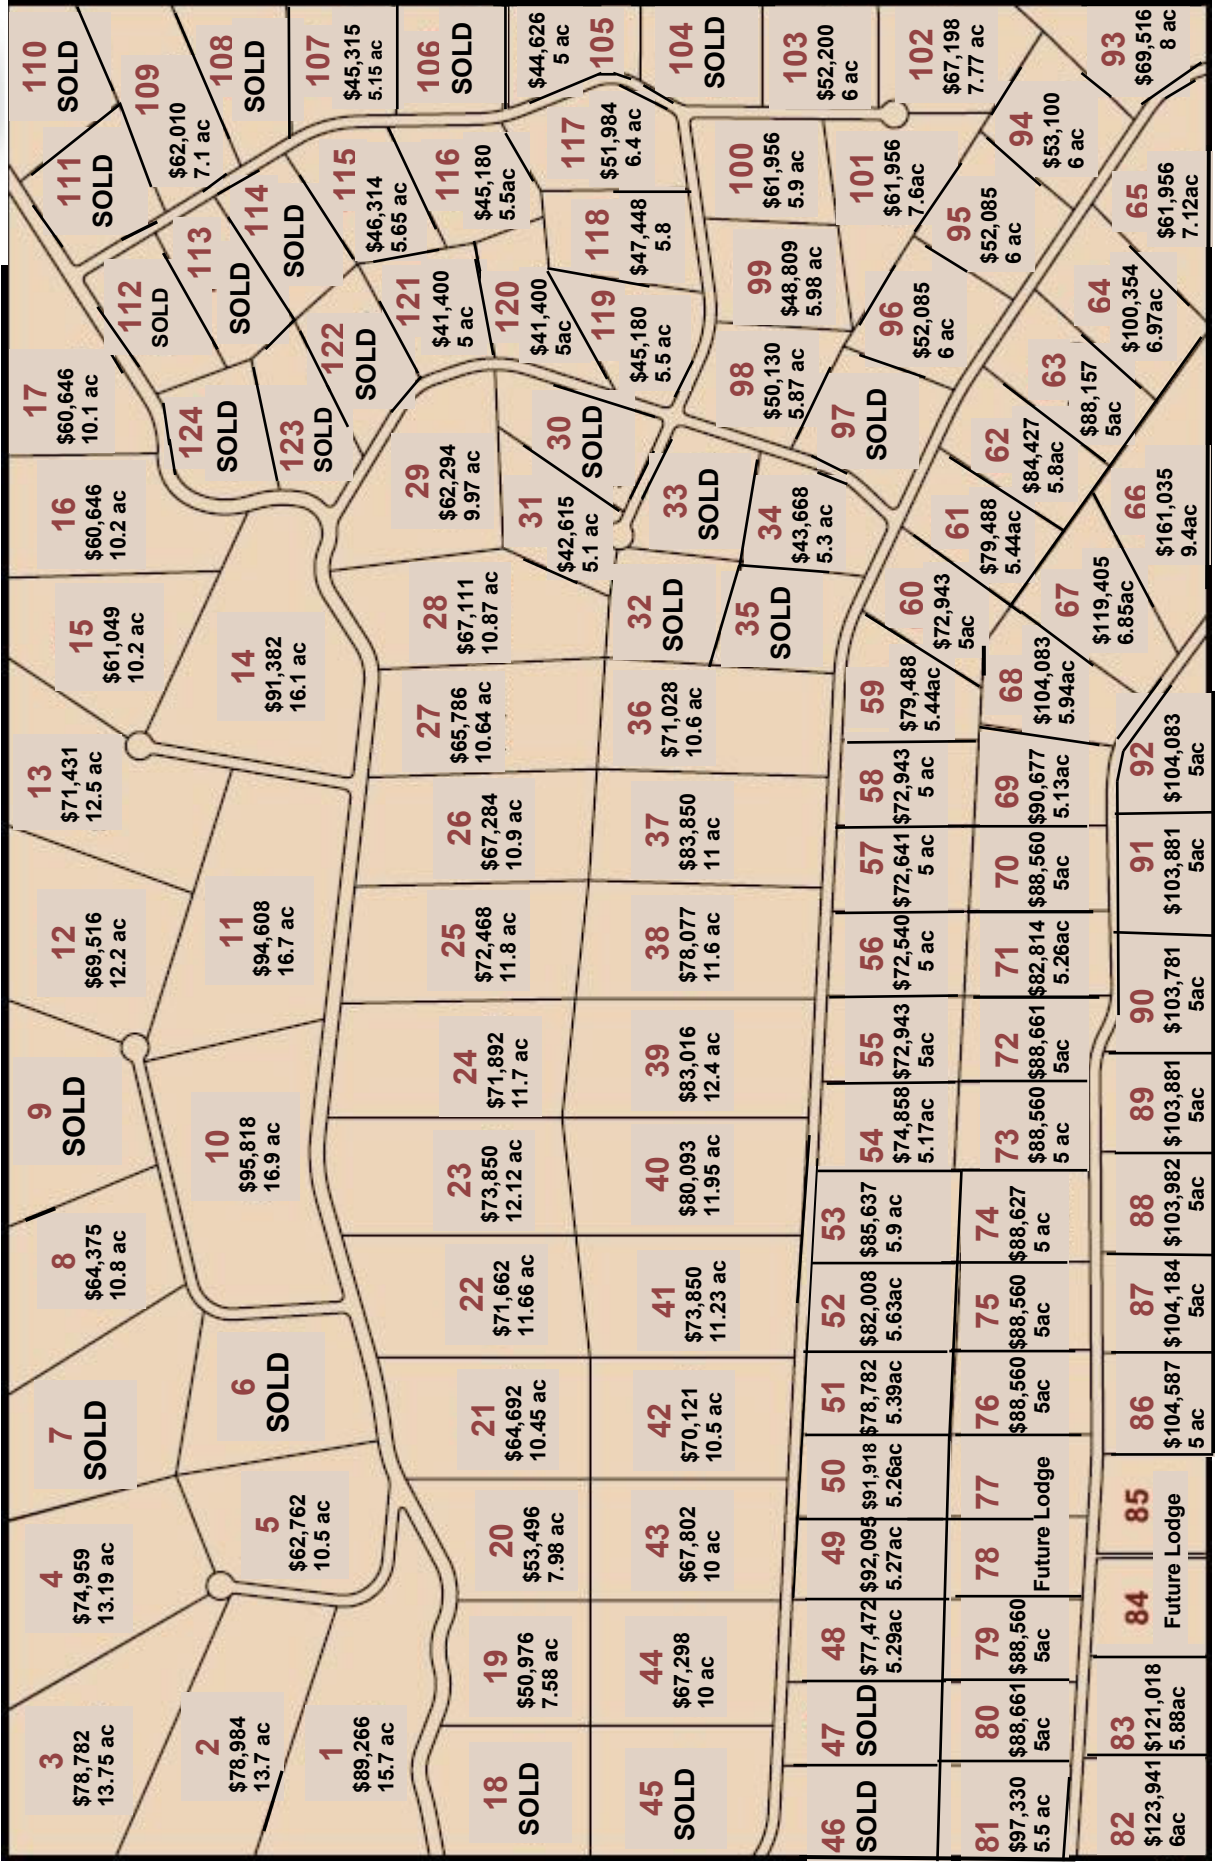 110
SOLD
109
$62,010
7.1 ac
108
SOLD
107
$45,315
5.15 ac
106
SOLD
105
$44,626
5 ac
104
SOLD
103
$52,200
6 ac
102
$67,198
7.77 ac
93
$69,516
8 ac
111
SOLD
112
SOLD
113
SOLD
114
SOLD
115
$46,314
5.65 ac
116
$45,180
5.5ac
117
$51,984
6.4 ac
118
$47,448
5.8
119
$45,180
5.5 ac
120
$41,400
5ac
121
$41,400
5 ac
122
SOLD
123
SOLD
124
SOLD
100
$61,956
5.9 ac
101
$61,956
7.6ac
99
$48,809
5.98 ac
98
$50,130
5.87 ac
97
SOLD
96
$52,085
6 ac
95
$52,085
6 ac
94
$53,100
6 ac
65
$61,956
7.12ac
64
$100,354
6.97ac
63
$88,157
5ac
62
$84,427
5.8ac
61
$79,488
5.44ac
60
$72,943
5ac
66
$161,035
9.4ac
67
$119,405
6.85ac
68
$104,083
5.94ac
17
$60,646
10.1 ac
16
$60,646
10.2 ac
15
$61,049
10.2 ac
14
$91,382
16.1 ac
13
$71,431
12.5 ac
12
$69,516
12.2 ac
11
$94,608
16.7 ac
10
$95,818
16.9 ac
9
SOLD
8
$64,375
10.8 ac
7
SOLD
6
SOLD
5
$62,762
10.5 ac
4
$74,959
13.19 ac
3
$78,782
13.75 ac
2
$78,984
13.7 ac
1
$89,266
15.7 ac
29
$62,294
9.97 ac
30
SOLD
31
$42,615
5.1 ac
33
SOLD
34
$43,668
5.3 ac
32
SOLD
35
SOLD
28
$67,111
10.87 ac
27
$65,786
10.64 ac
26
$67,284
10.9 ac
25
$72,468
11.8 ac
24
$71,892
11.7 ac
23
$73,850
12.12 ac
22
$71,662
11.66 ac
21
$64,692
10.45 ac
20
$53,496
7.98 ac
19
$50,976
7.58 ac
18
SOLD
36
$71,028
10.6 ac
37
$83,850
11 ac
38
$78,077
11.6 ac
39
$83,016
12.4 ac
40
$80,093
11.95 ac
41
$73,850
11.23 ac
42
$70,121
10.5 ac
43
$67,802
10 ac
44
$67,298
10 ac
45
SOLD
59
$79,488
5.44ac
58
$72,943
5 ac
57
$72,641
5 ac
56
$72,540
5 ac
55
$72,943
5ac
54
$74,858
5.17ac
53
$85,637
5.9 ac
52
$82,008
5.63ac
51
$78,782
5.39ac
50
$91,918
5.26ac
49
$92,095
5.27ac
48
$77,472
5.29ac
47
SOLD
46
SOLD
69
$90,677
5.13ac
70
$88,560
5ac
71
$82,814
5.26ac
72
$88,661
5ac
73
$88,560
5 ac
74
$88,627
5 ac
75
$88,560
5ac
76
$88,560
5ac
77
78
Future Lodge
79
$88,560
5ac
80
$88,661
5ac
81
$97,330
5.5 ac
92
$104,083
5ac
91
$103,881
5ac
90
$103,781
5ac
89
$103,881
5ac
88
$103,982
5ac
87
$104,184
5ac
86
$104,587
5 ac
85
84
Future Lodge
83
$121,018
5.88ac
82
$123,941
6ac